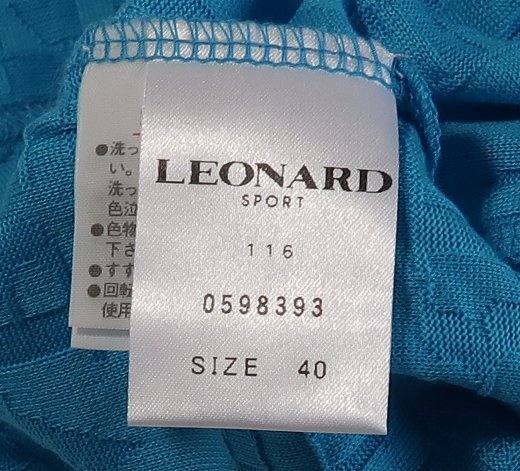 LEONARD
SPORT
116
0598393
SIZE 40
●洗っ
い。
洗っ
色泣
●色物
下さ
●すす
●回転
使用